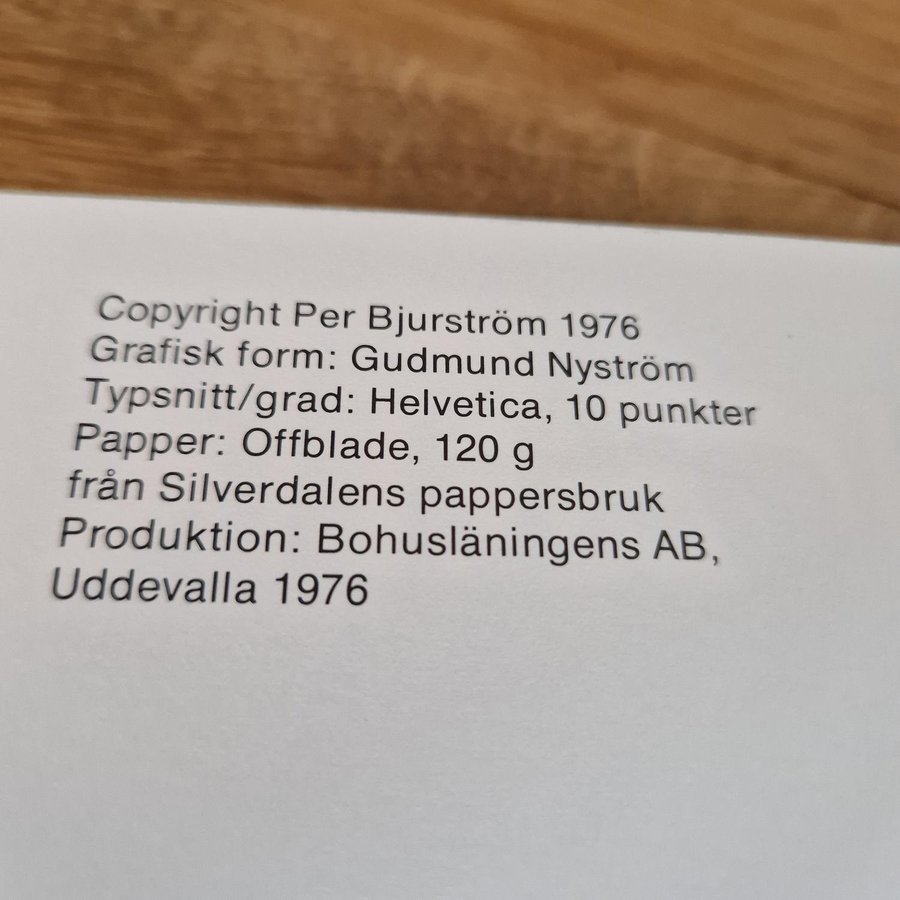 Copyright Per Bjurström 1976
Grafisk form: Gudmund Nyström
Typsnitt/grad: Helvetica, 10 punkter
Papper: Offblade, 120 g
från Silverdalens pappersbruk
Produktion: Bohusläningens AB,
Uddevalla 1976